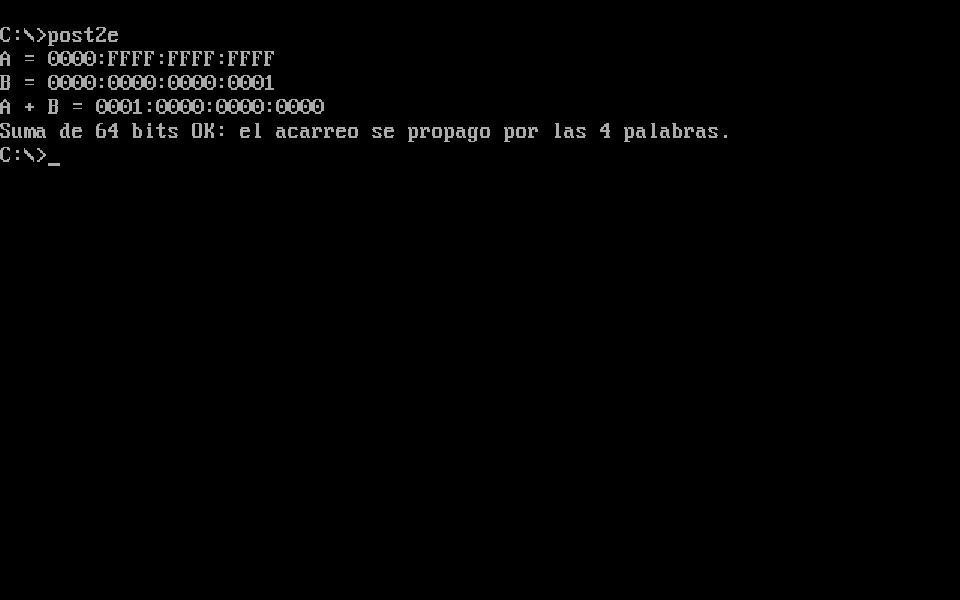 C:\>post2e
A = 0000:FFFF:FFFF:FFFF
B = 0000:0000:0000:0001
A + B = 0001:0000:0000:0000
Suma de 64 bits OK: el acarreo se propago por las 4 palabras.
C:\>_